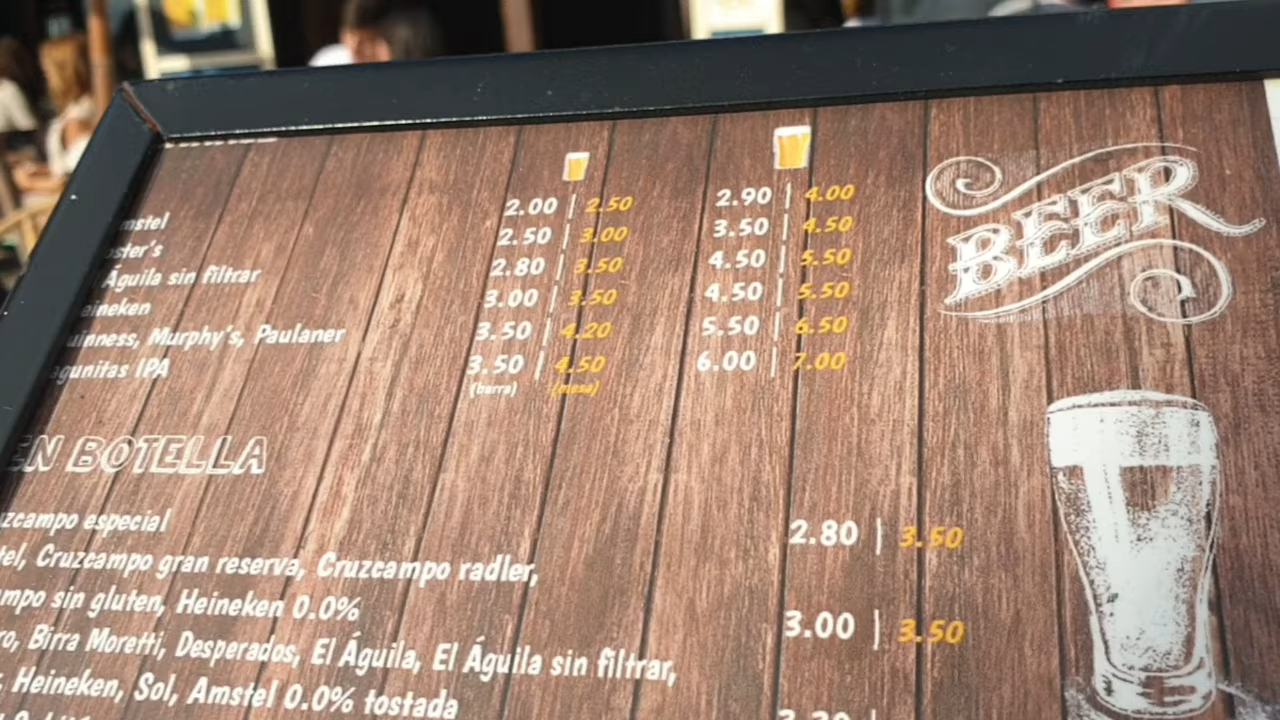 2.00 | 2.50 2.90 | 4.00
mstel 2.50 | 3.00 3.50 | 4.50
ster's 2.80 | 3.50 4.50 | 5.50
Águila sin filtrar 3.00 | 3.50 4.50 | 5.50
eineken 3.50 | 4.20 5.50 | 6.50
uinness, Murphy's, Paulaner 3.50 | 4.50 6.00 | 7.00
gunitas IPA (barra) (mesa)
BEER
EN BOTELLA
zcampo especial 2.80 | 3.50
tel, Cruzcampo gran reserva, Cruzcampo radler,
mpo sin gluten, Heineken 0.0% 3.00 | 3.50
ro, Birra Moretti, Desperados, El Águila, El Águila sin filtrar,
, Heineken, Sol, Amstel 0.0% tostada